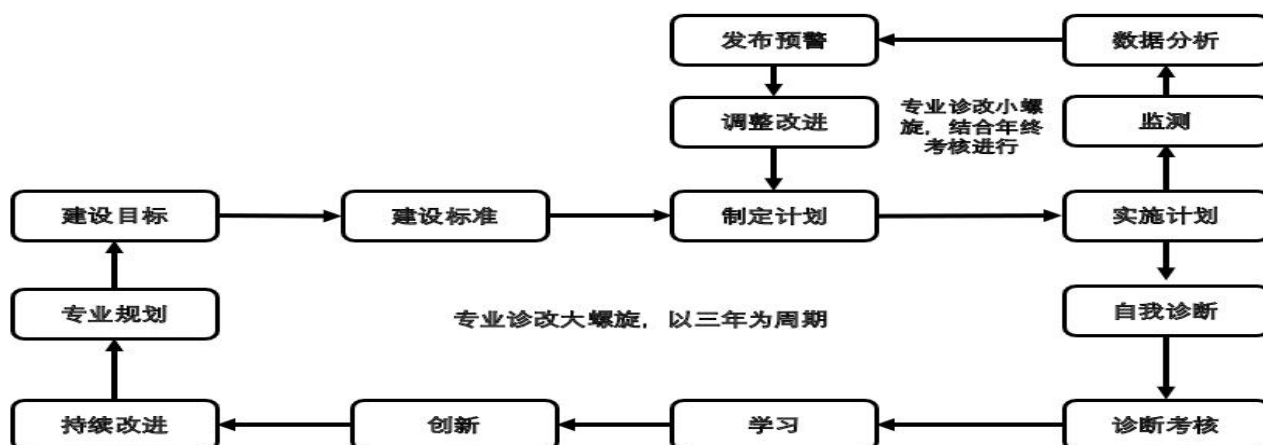 发布预警
数据分析
调整改进
专业诊改小螺
旋，结合年终
考核进行
监测
建设目标
建设标准
制定计划
实施计划
专业规划
专业诊改大螺旋，以三年为周期
自我诊断
持续改进
创新
学习
诊断考核